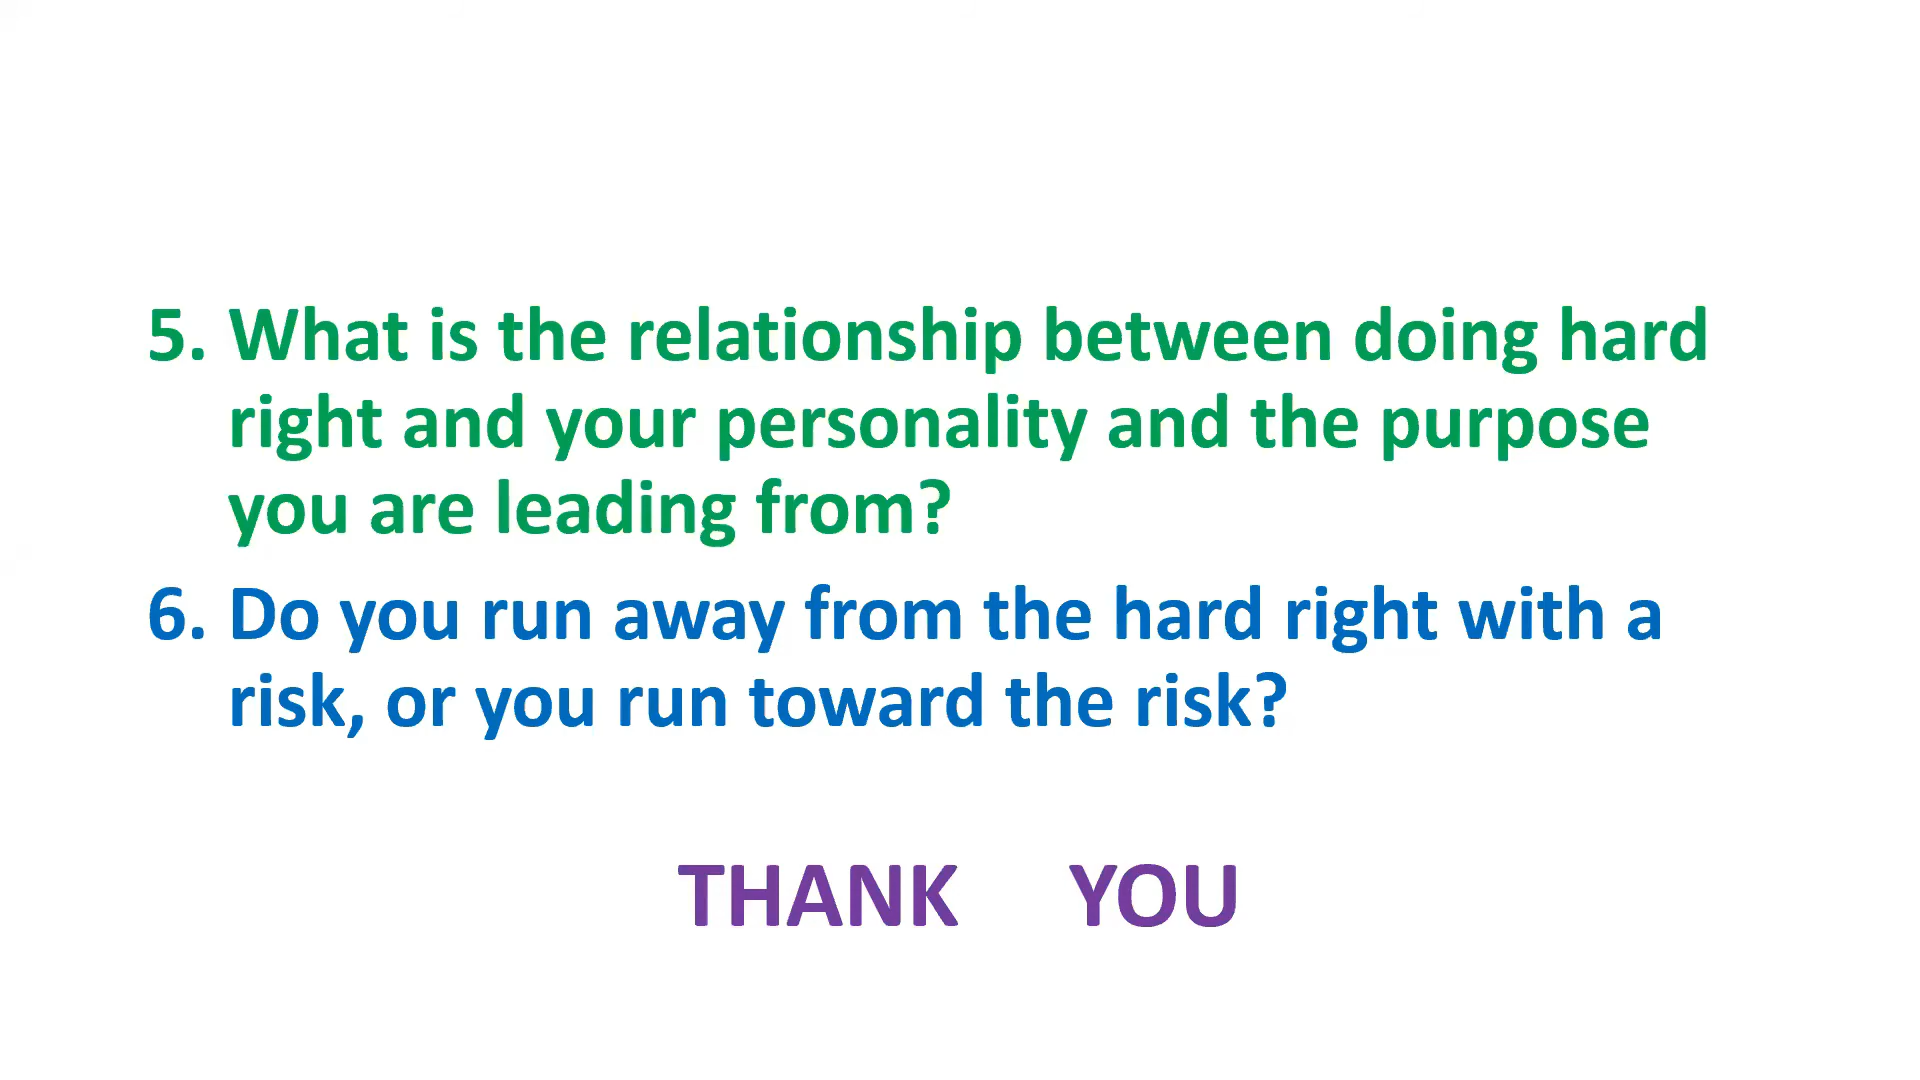 5. What is the relationship between doing hard
right and your personality and the purpose
you are leading from?
6. Do you run away from the hard right with a
risk, or you run toward the risk?
THANK YOU